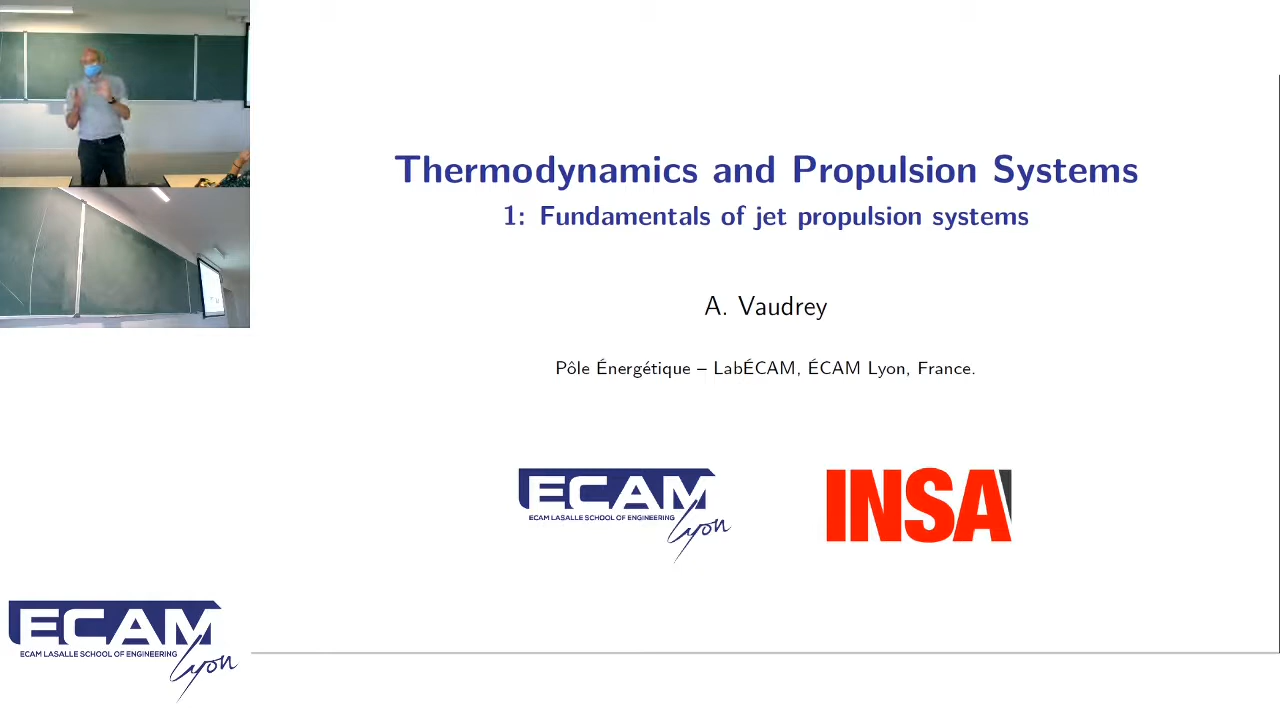 Thermodynamics and Propulsion Systems
1: Fundamentals of jet propulsion systems
A. Vaudrey
Pôle Énergétique – LabÉCAM, ÉCAM Lyon, France.
ECAM
ECAM LASALLE SCHOOL OF ENGINEERING
Lyon
INSA
ECAM
ECAM LASALLE SCHOOL OF ENGINEERING
Lyon